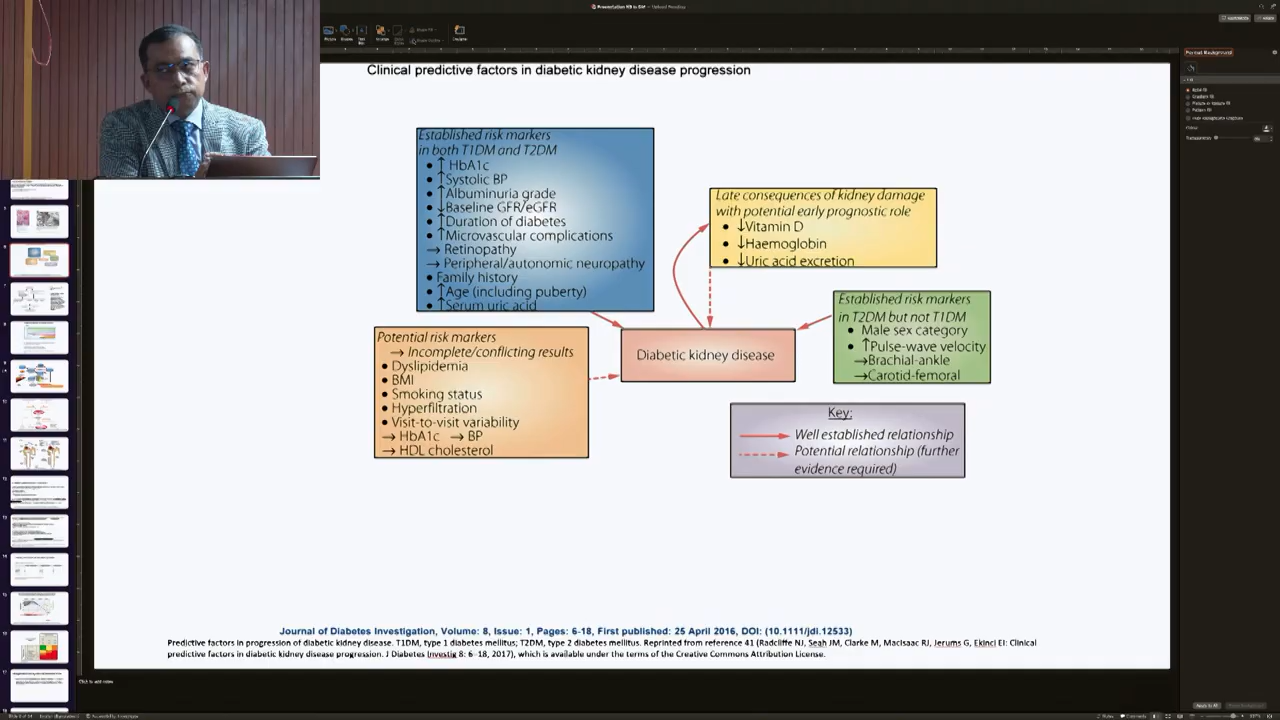 Clinical predictive factors in diabetic kidney disease progression
Established risk markers
in both T1DM and T2DM
• ↑ HbA1c
• ↑Systolic BP
• ↑Albuminuria grade
• ↓Baseline GFR/eGFR
• ↑Duration of diabetes
• ↑Microvascular complications
→ Retinopathy
→ Peripheral/autonomic neuropathy
• Family history
• ↑Age (including puberty)
• ↑Serum uric acid
Late consequences of kidney damage
with potential early prognostic role
• ↓Vitamin D
• ↓Haemoglobin
• ↓Uric acid excretion
Established risk markers
in T2DM but not T1DM
• Male sex category
• ↑Pulse-wave velocity
→Brachial-ankle
→Carotid-femoral
Diabetic kidney disease
Potential risk markers
→ Incomplete/conflicting results
• Dyslipidemia
• BMI
• Smoking status
• Hyperfiltration
• Visit-to-visit variability
→ HbA1c → BP
→ HDL cholesterol
Key:
Well established relationship
Potential relationship (further
evidence required)
Journal of Diabetes Investigation, Volume: 8, Issue: 1, Pages: 6-18, First published: 25 April 2016, DOI: (10.1111/jdi.12533)
Predictive factors in progression of diabetic kidney disease. T1DM, type 1 diabetes mellitus; T2DM, type 2 diabetes mellitus. Reprinted from reference 41 (Radcliffe NJ, Seah JM, Clarke M, MacIsaac RJ, Jerums G, Ekinci EI: Clinical
predictive factors in diabetic kidney disease progression. J Diabetes Investig 8: 6–18, 2017), which is available under the terms of the Creative Commons Attribution License.
Click to add notes